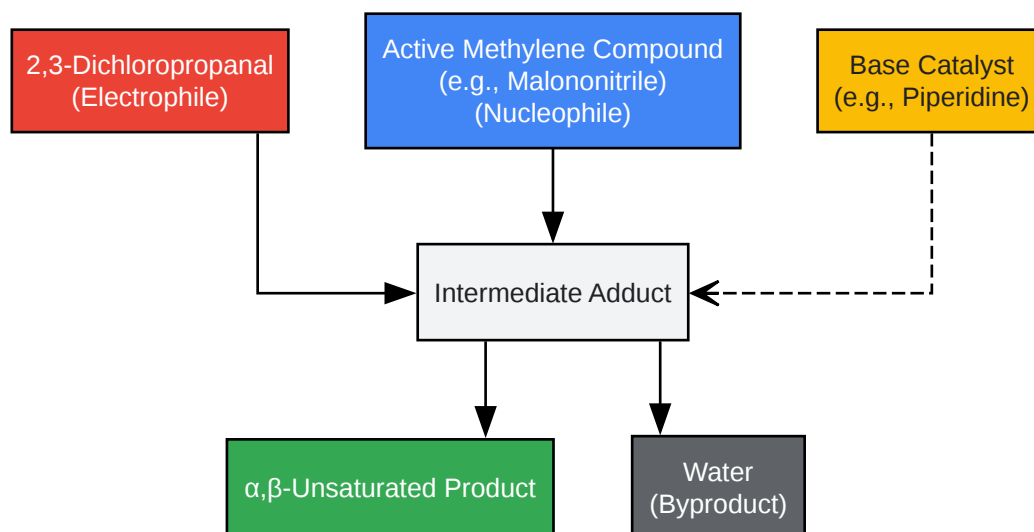 2,3-Dichloropropanal
(Electrophile)
Active Methylene Compound
(e.g., Malononitrile)
(Nucleophile)
Base Catalyst
(e.g., Piperidine)
Intermediate Adduct
α,β-Unsaturated Product
Water
(Byproduct)